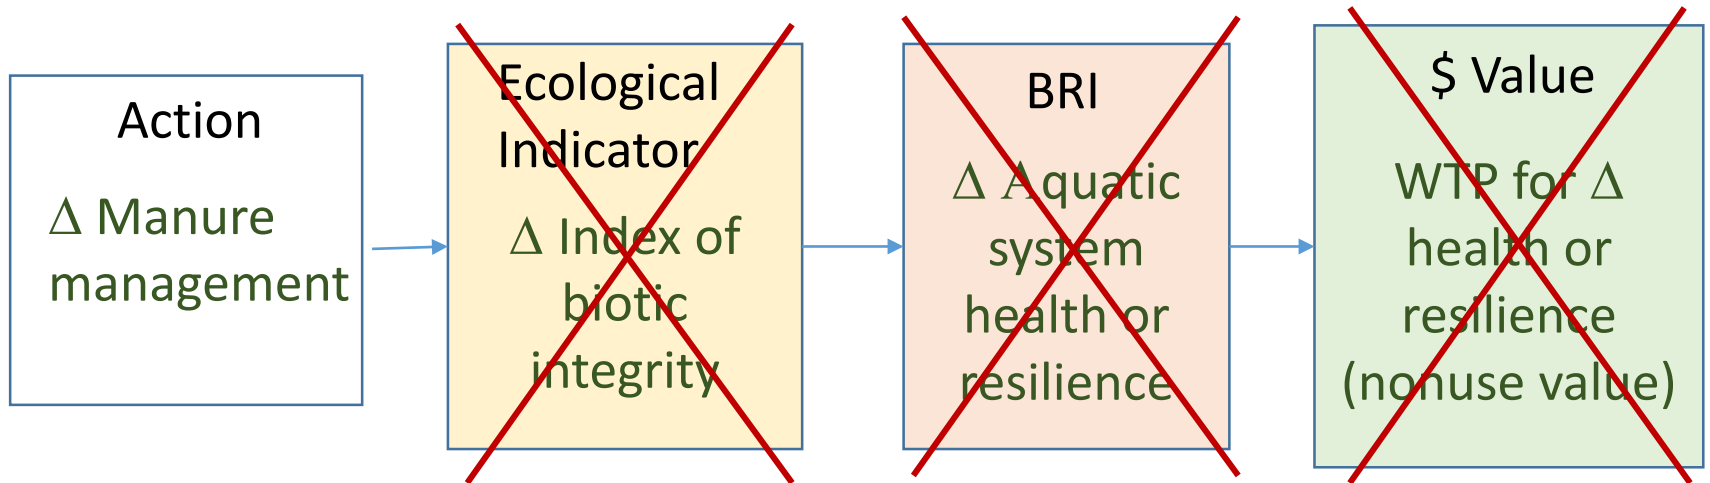 Action
Δ Manure
management
Ecological
Indicator
Δ Index of
biotic
integrity
BRI
Δ Aquatic
system
health or
resilience
$ Value
WTP for Δ
health or
resilience
(nonuse value)